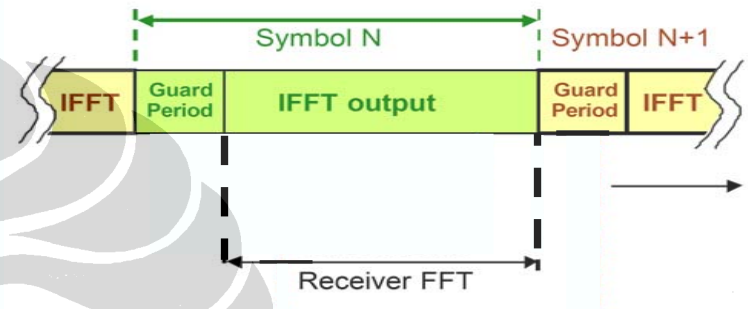 Symbol N
Symbol N+1
IFFT
Guard
Period
IFFT output
Guard
Period
IFFT
Receiver FFT